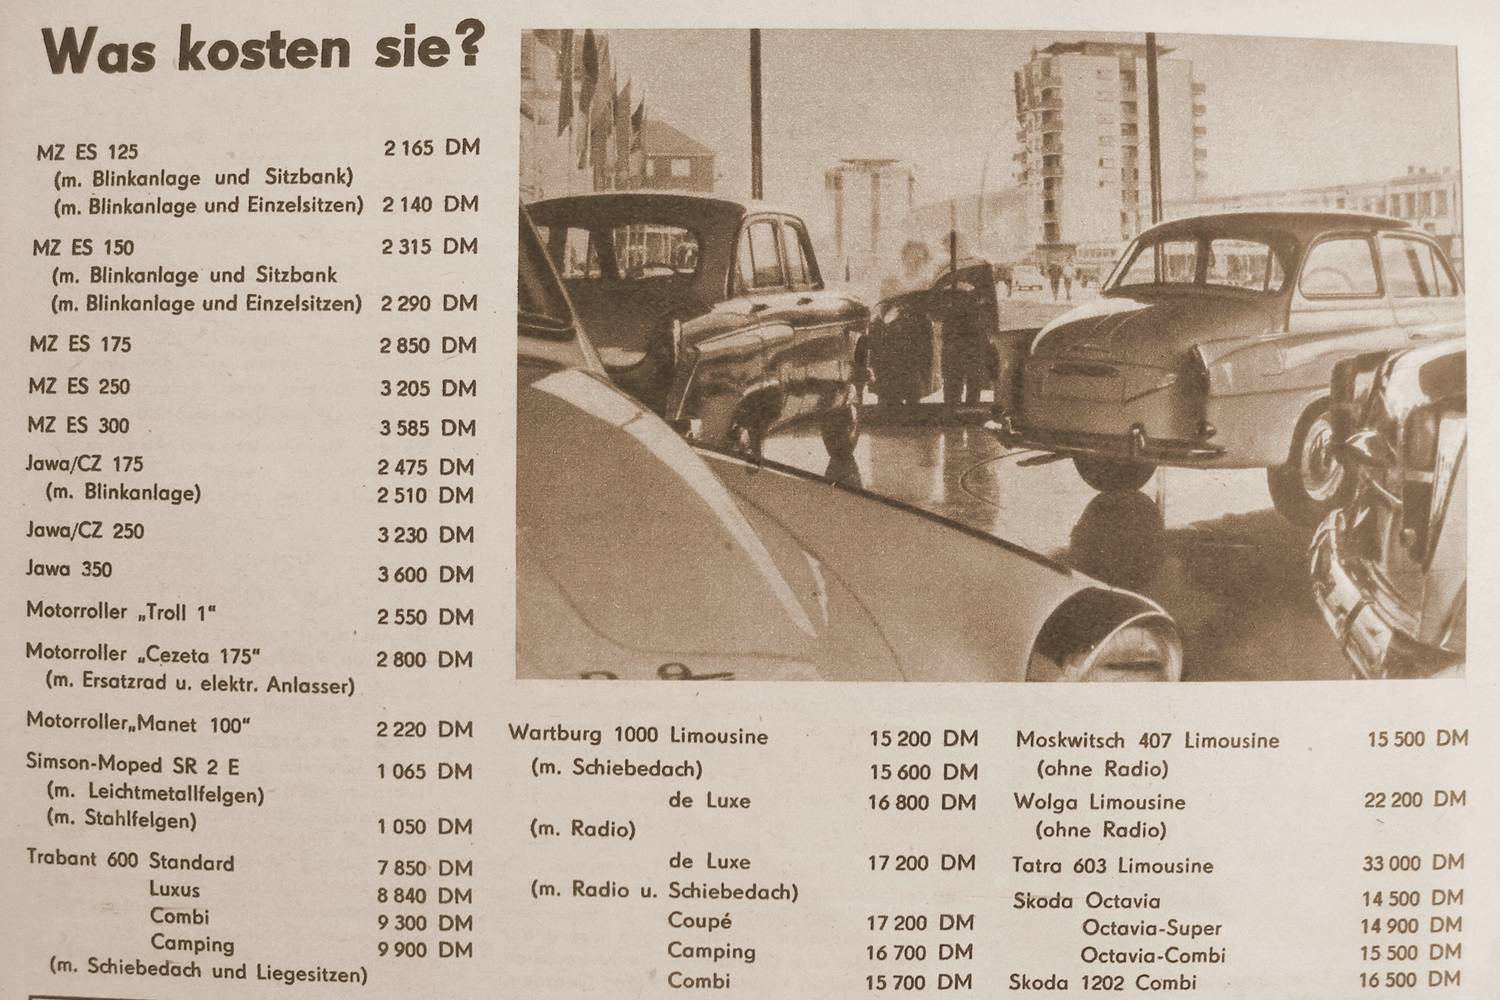 Was kosten sie?
MZ ES 125 2 165 DM
(m. Blinkanlage und Sitzbank)
(m. Blinkanlage und Einzelsitzen) 2 140 DM
MZ ES 150 2 315 DM
(m. Blinkanlage und Sitzbank
(m. Blinkanlage und Einzelsitzen) 2 290 DM
MZ ES 175 2 850 DM
MZ ES 250 3 205 DM
MZ ES 300 3 585 DM
Jawa/CZ 175 2 475 DM
(m. Blinkanlage) 2 510 DM
Jawa/CZ 250 3 230 DM
Jawa 350 3 600 DM
Motorroller „Troll 1“ 2 550 DM
Motorroller „Cezeta 175“ 2 800 DM
(m. Ersatzrad u. elektr. Anlasser)
Motorroller„Manet 100“ 2 220 DM
Simson-Moped SR 2 E 1 065 DM
(m. Leichtmetallfelgen)
(m. Stahlfelgen) 1 050 DM
Trabant 600 Standard 7 850 DM
Luxus 8 840 DM
Combi 9 300 DM
Camping 9 900 DM
(m. Schiebedach und Liegesitzen)
Wartburg 1000 Limousine 15 200 DM
(m. Schiebedach) 15 600 DM
de Luxe 16 800 DM
(m. Radio)
de Luxe 17 200 DM
(m. Radio u. Schiebedach)
Coupé 17 200 DM
Camping 16 700 DM
Combi 15 700 DM
Moskwitsch 407 Limousine 15 500 DM
(ohne Radio)
Wolga Limousine 22 200 DM
(ohne Radio)
Tatra 603 Limousine 33 000 DM
Skoda Octavia 14 500 DM
Octavia-Super 14 900 DM
Octavia-Combi 15 500 DM
Skoda 1202 Combi 16 500 DM